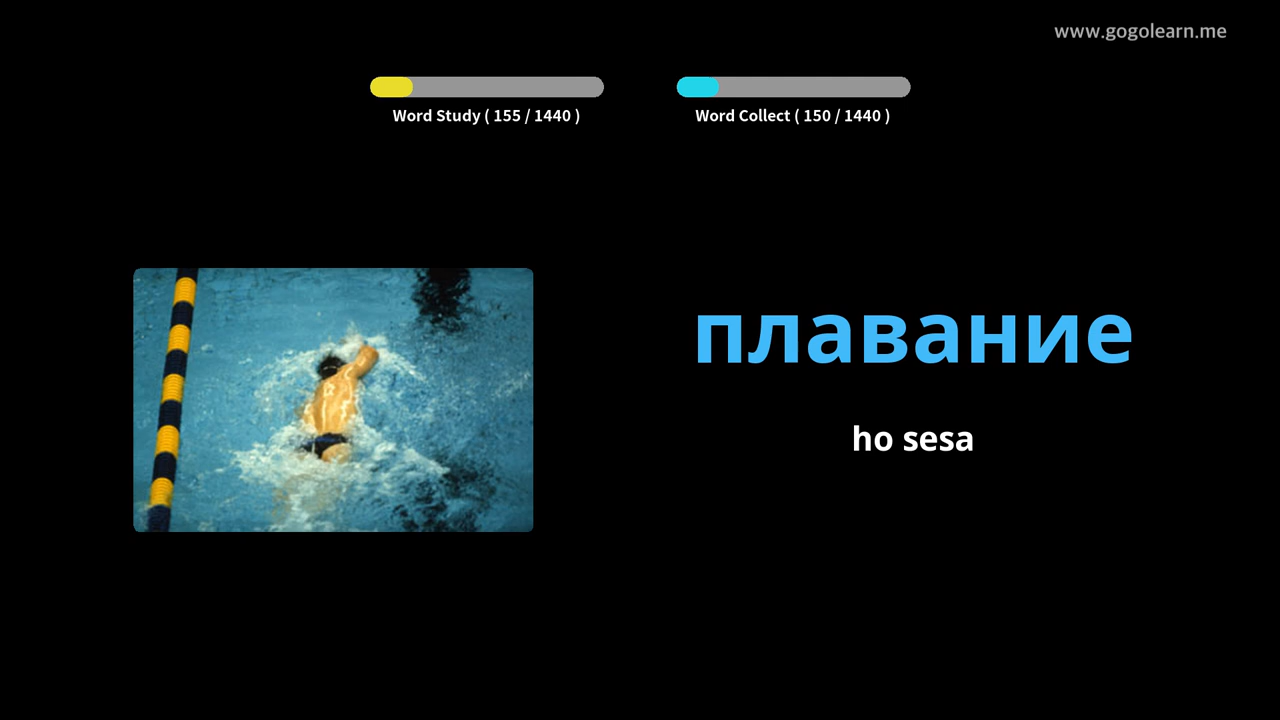 www.gogolearn.me
Word Study ( 155 / 1440 )
Word Collect ( 150 / 1440 )
плавание
ho sesa